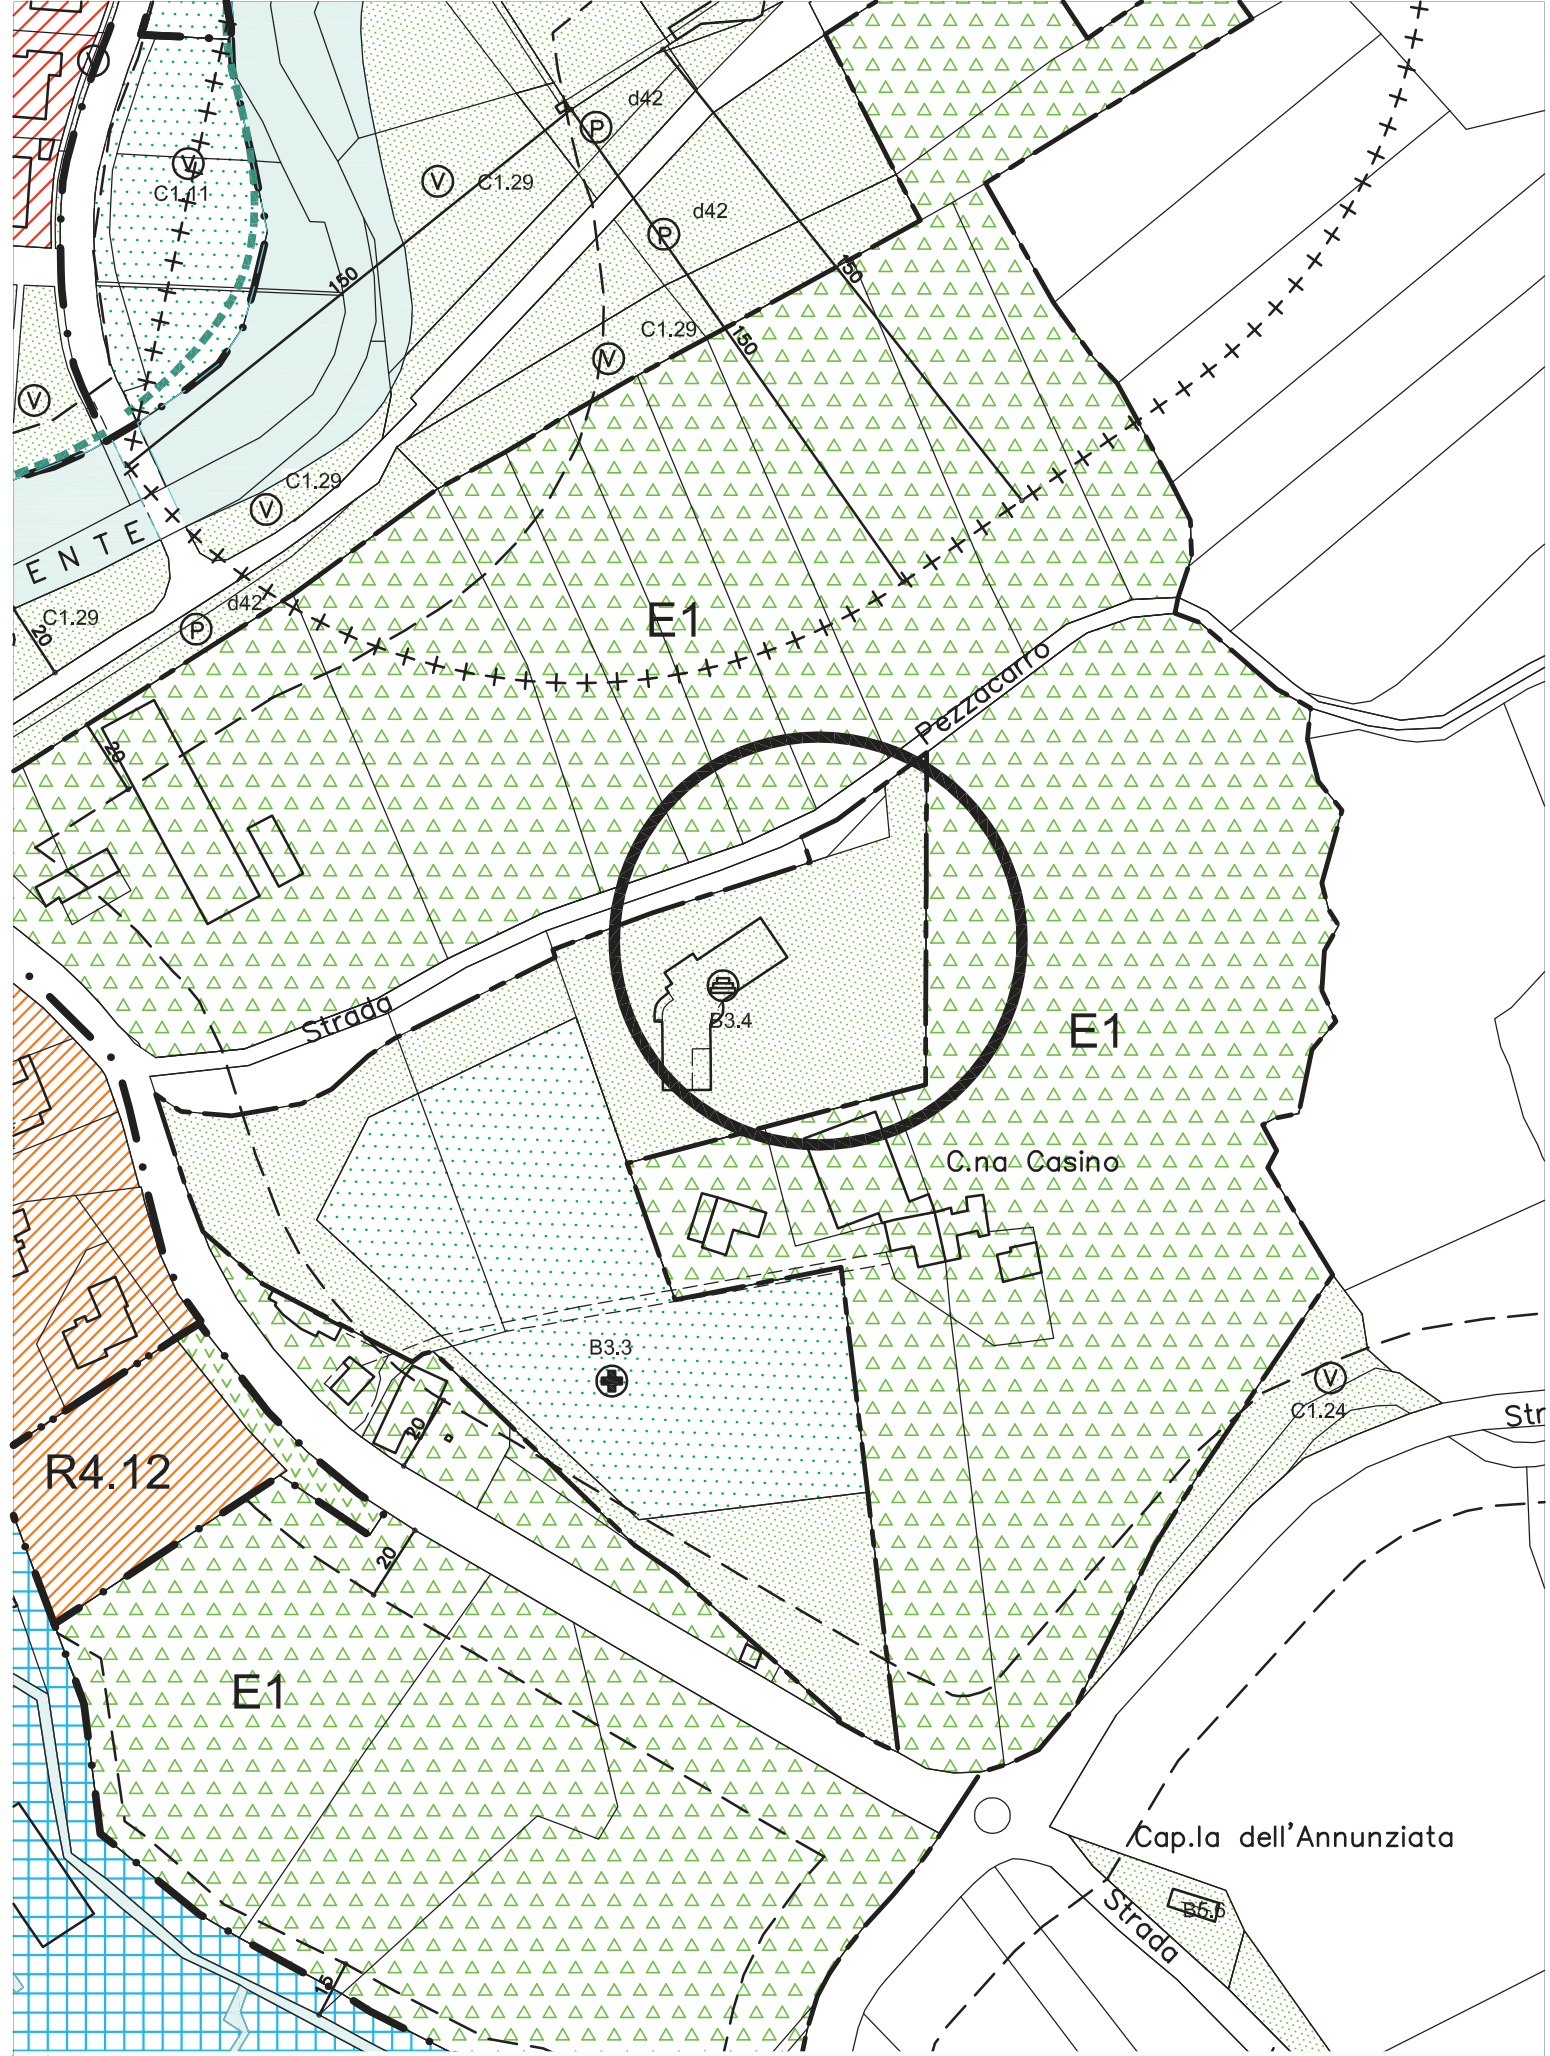 V
d42
P
V
C1.29
V
C1.11
d42
P
150
150
C1.29
V
150
V
C1.29
V
ENTE
d42
C1.29
P
20
E1
Pezzacarro
20
B3.4
Strada
E1
C.na Casino
B3.3
V
C1.24
Str
20
R4.12
20
E1
Cap.la dell'Annunziata
B5.6
Strada
15